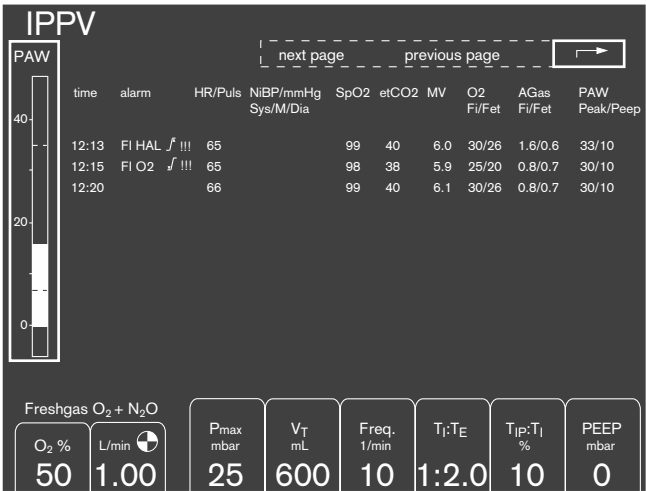 IPPV
PAW
next page previous page
time alarm HR/Puls NiBP/mmHg SpO2 etCO2 MV O2 AGas PAW
Sys/M/Dia Fi/Fet Fi/Fet Peak/Peep
40
12:13 FI HAL !!! 65 99 40 6.0 30/26 1.6/0.6 33/10
12:15 FI O2 !!! 65 98 38 5.9 25/20 0.8/0.7 30/10
12:20 66 99 40 6.1 30/26 0.8/0.7 30/10
20
0
Freshgas O₂ + N₂O
O₂ % L/min Pmax VT Freq. TI:TE TIP:TI PEEP
mbar mL 1/min % mbar
50 1.00 25 600 10 1:2.0 10 0